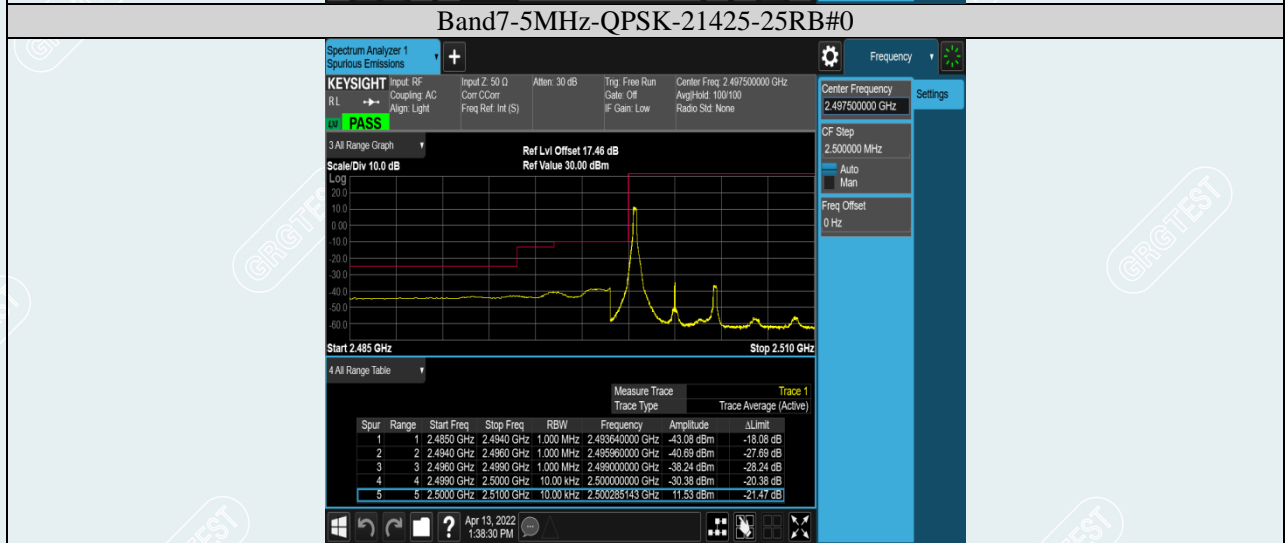 Band7-5MHz-QPSK-21425-25RB#0
Spectrum Analyzer 1
Spurious Emissions
+
Frequency
KEYSIGHT Input: RF Input Z: 50 Ω Atten: 30 dB Trig: Free Run Center Freq: 2.497500000 GHz
RL Coupling: AC Corr CCorr Gate: Off Avg|Hold: 100/100
Align: Light Freq Ref: Int (S) IF Gain: Low Radio Std: None
LXI PASS
Center Frequency
2.497500000 GHz
Settings
CF Step
2.500000 MHz
Auto
Man
Freq Offset
0 Hz
3 All Range Graph
Ref Lvl Offset 17.46 dB
Scale/Div 10.0 dB Ref Value 30.00 dBm
Log
20.0
10.0
0.00
-10.0
-20.0
-30.0
-40.0
-50.0
-60.0
Start 2.485 GHz Stop 2.510 GHz
4 All Range Table
Measure Trace Trace 1
Trace Type Trace Average (Active)
Spur Range Start Freq Stop Freq RBW Frequency Amplitude ΔLimit
1 1 2.4850 GHz 2.4940 GHz 1.000 MHz 2.493640000 GHz -43.08 dBm -18.08 dB
2 2 2.4940 GHz 2.4960 GHz 1.000 MHz 2.495960000 GHz -40.69 dBm -27.69 dB
3 3 2.4960 GHz 2.4990 GHz 1.000 MHz 2.499000000 GHz -38.24 dBm -28.24 dB
4 4 2.4990 GHz 2.5000 GHz 10.00 kHz 2.500000000 GHz -30.38 dBm -20.38 dB
5 5 2.5000 GHz 2.5100 GHz 10.00 kHz 2.500285143 GHz 11.53 dBm -21.47 dB
?
Apr 13, 2022
1:38:30 PM
GRGTEST
GRGTEST
GRGTEST
GRGTEST